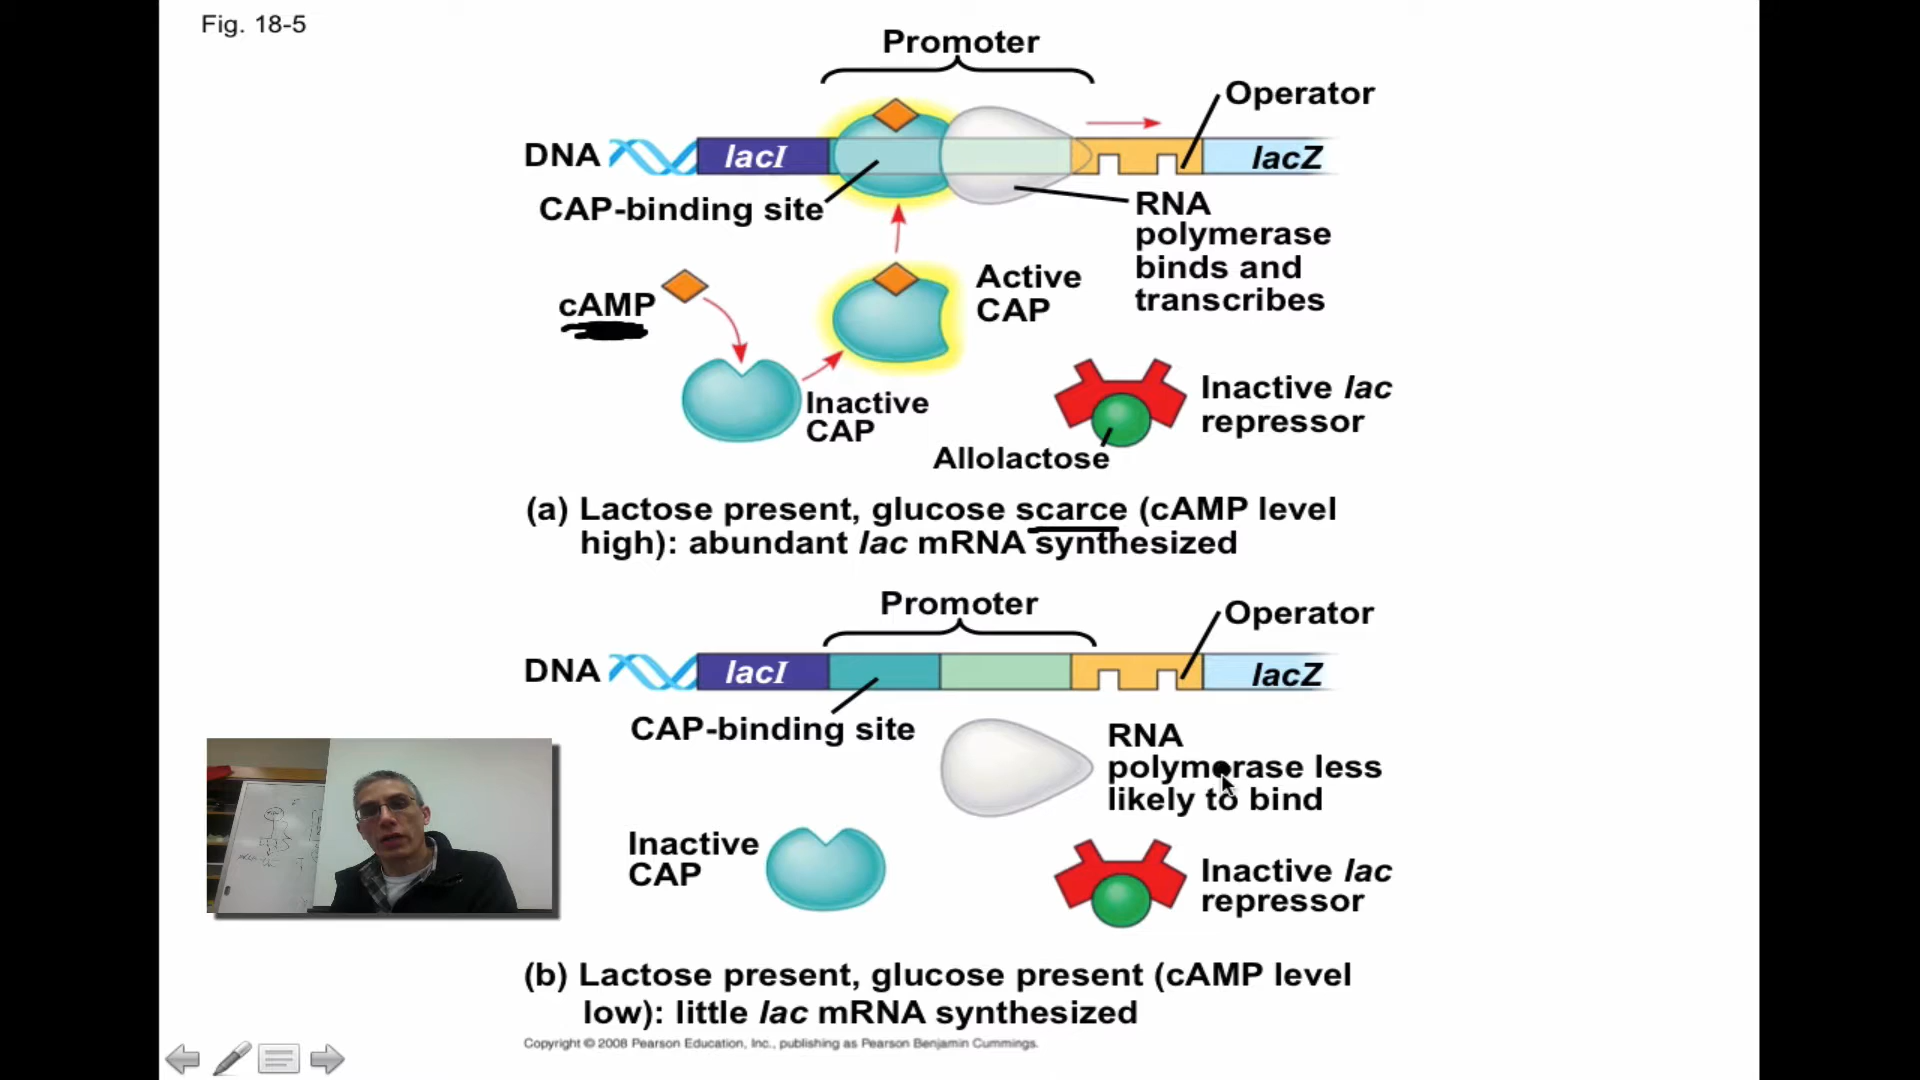 Fig. 18-5
Promoter
Operator
DNA
lacI
lacZ
CAP-binding site
RNA
polymerase
binds and
transcribes
Active
CAP
cAMP
Inactive
CAP
Inactive lac
repressor
Allolactose
(a) Lactose present, glucose scarce (cAMP level
high): abundant lac mRNA synthesized
Promoter
Operator
DNA
lacI
lacZ
CAP-binding site
RNA
polymerase less
likely to bind
Inactive
CAP
Inactive lac
repressor
(b) Lactose present, glucose present (cAMP level
low): little lac mRNA synthesized
Copyright © 2008 Pearson Education, Inc., publishing as Pearson Benjamin Cummings.